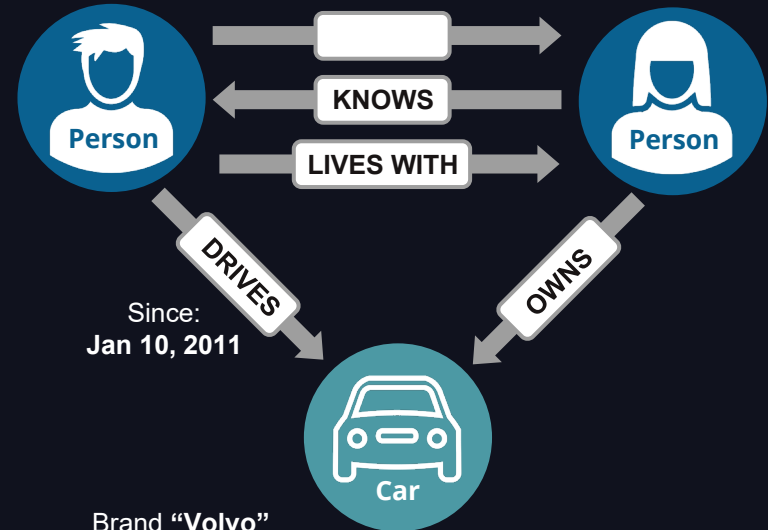 KNOWS
Person
Person
LIVES WITH
DRIVES
OWNS
Since:
Jan 10, 2011
Car
Brand “Volvo”